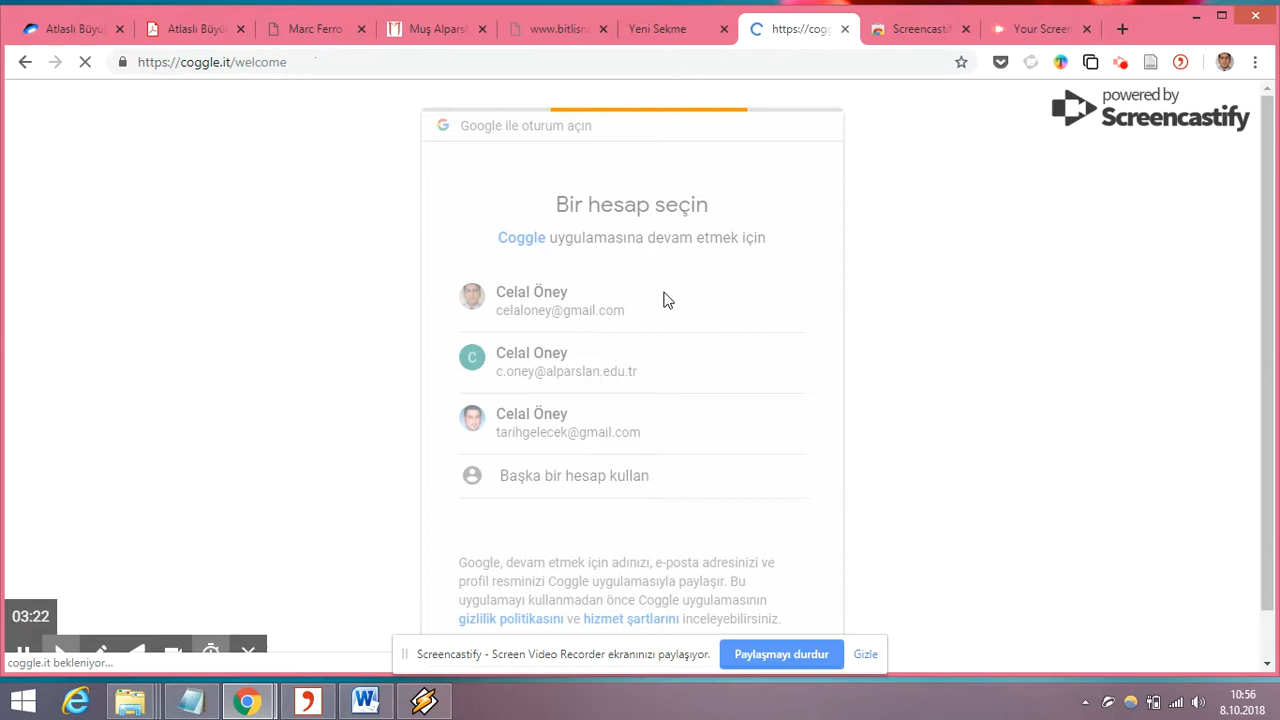 Atlaslı Büyü
Atlaslı Büyü
Marc Ferro
Muş Alpars
www.bitlisna
Yeni Sekme
https://cogg
Screencastif
Your Screen
https://coggle.it/welcome
powered by
Screencastify
Google ile oturum açın
Bir hesap seçin
Coggle uygulamasına devam etmek için
Celal Öney
celaloney@gmail.com
C
Celal Oney
c.oney@alparslan.edu.tr
Celal Öney
tarihgelecek@gmail.com
Başka bir hesap kullan
Google, devam etmek için adınızı, e-posta adresinizi ve
profil resminizi Coggle uygulamasıyla paylaşır. Bu
uygulamayı kullanmadan önce Coggle uygulamasının
gizlilik politikasını ve hizmet şartlarını inceleyebilirsiniz.
03:22
Screencastify - Screen Video Recorder ekranınızı paylaşıyor.
Paylaşmayı durdur
Gizle
coggle.it bekleniyor...
10:56
8.10.2018